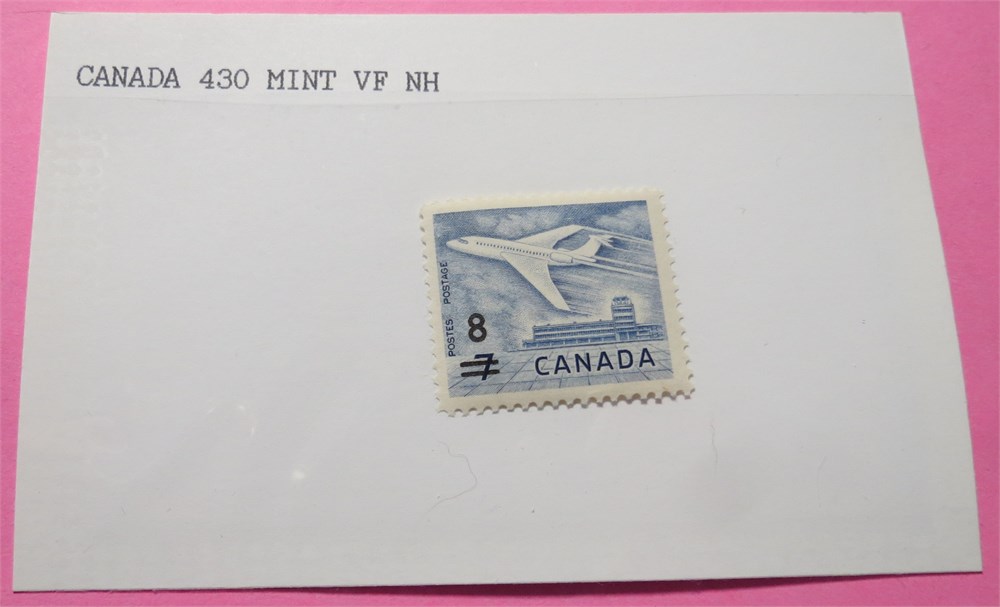 CANADA 430 MINT VF NH
POSTES POSTAGE
8
7
CANADA